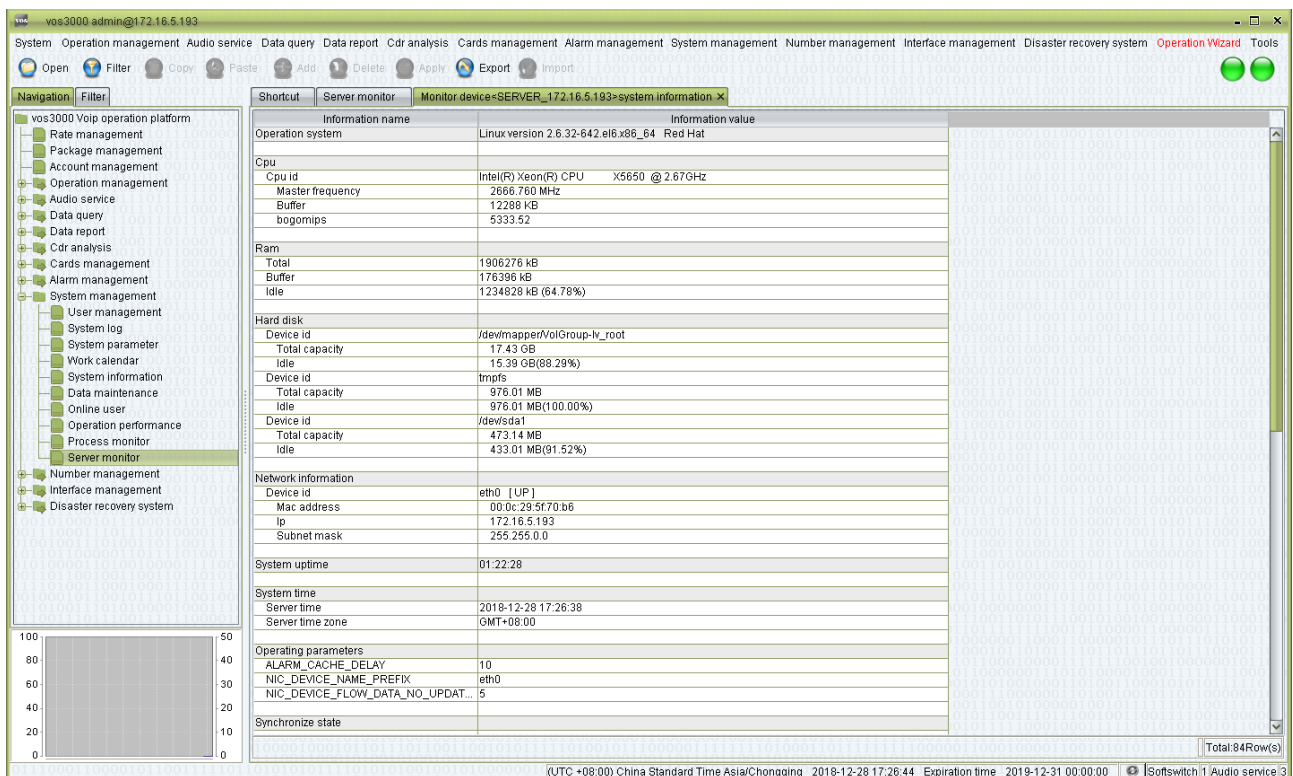 vos vos3000 admin@172.16.5.193
System Operation management Audio service Data query Data report Cdr analysis Cards management Alarm management System management Number management Interface management Disaster recovery system Operation Wizard Tools
Open Filter Copy Paste Add Delete Apply Export Import
Navigation Filter
vos3000 Voip operation platform
Rate management
Package management
Account management
Operation management
Audio service
Data query
Data report
Cdr analysis
Cards management
Alarm management
System management
User management
System log
System parameter
Work calendar
System information
Data maintenance
Online user
Operation performance
Process monitor
Server monitor
Number management
Interface management
Disaster recovery system
100 50
80 40
60 30
40 20
20 10
0 0
Shortcut Server monitor Monitor device<SERVER_172.16.5.193>system information
Information name Information value
Operation system Linux version 2.6.32-642.el6.x86_64 Red Hat
Cpu
Cpu id Intel(R) Xeon(R) CPU X5650 @ 2.67GHz
Master frequency 2666.760 MHz
Buffer 12288 KB
bogomips 5333.52
Ram
Total 1906276 kB
Buffer 176396 kB
Idle 1234828 kB (64.78%)
Hard disk
Device id /dev/mapper/VolGroup-lv_root
Total capacity 17.43 GB
Idle 15.39 GB(88.29%)
Device id tmpfs
Total capacity 976.01 MB
Idle 976.01 MB(100.00%)
Device id /dev/sda1
Total capacity 473.14 MB
Idle 433.01 MB(91.52%)
Network information
Device id eth0 [ UP ]
Mac address 00:0c:29:5f:70:b6
Ip 172.16.5.193
Subnet mask 255.255.0.0
System uptime 01:22:28
System time
Server time 2018-12-28 17:26:38
Server time zone GMT+08:00
Operating parameters
ALARM_CACHE_DELAY 10
NIC_DEVICE_NAME_PREFIX eth0
NIC_DEVICE_FLOW_DATA_NO_UPDAT... 5
Synchronize state
Total:84Row(s)
(UTC +08:00) China Standard Time Asia/Chongqing 2018-12-28 17:26:44 Expiration time 2019-12-31 00:00:00 Softswitch 1 Audio service 3